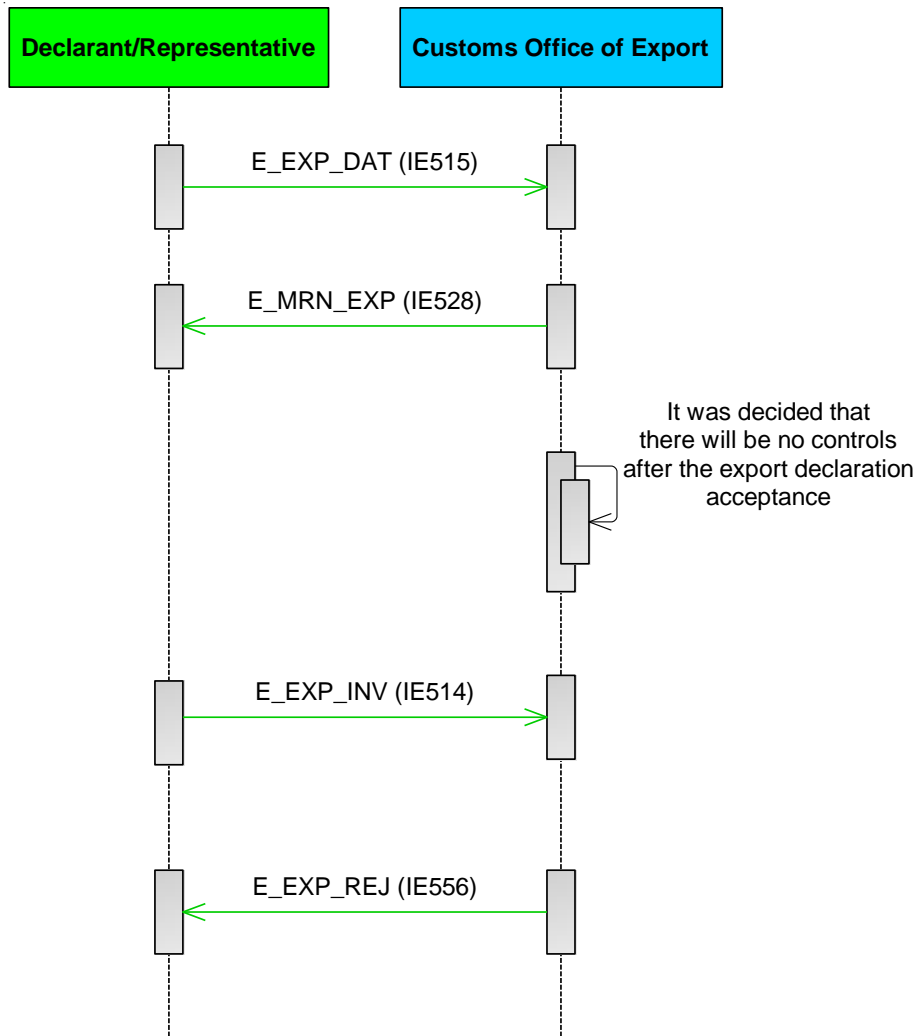 Declarant/Representative
Customs Office of Export
E_EXP_DAT (IE515)
E_MRN_EXP (IE528)
It was decided that
there will be no controls
after the export declaration
acceptance
E_EXP_INV (IE514)
E_EXP_REJ (IE556)